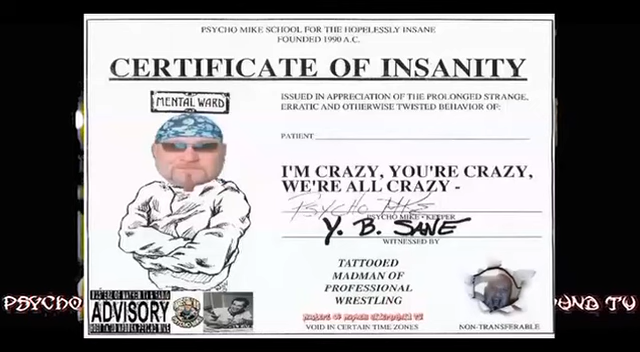 PSYCHO MIKE SCHOOL FOR THE HOPELESSLY INSANE
FOUNDED 1990 A.C.
CERTIFICATE OF INSANITY
MENTAL WARD
ISSUED IN APPRECIATION OF THE PROLONGED STRANGE,
ERRATIC AND OTHERWISE TWISTED BEHAVIOR OF:
PATIENT
I'M CRAZY, YOU'RE CRAZY,
WE'RE ALL CRAZY -
PSYCHO MIKE
PSYCHO MIKE • KEEPER
Y. B. SANE
WITNESSED BY
TATTOOED
MADMAN OF
PROFESSIONAL
WRESTLING
VOID IN CERTAIN TIME ZONES
NON-TRANSFERABLE
ADVISORY
PSYCHO
UND TV